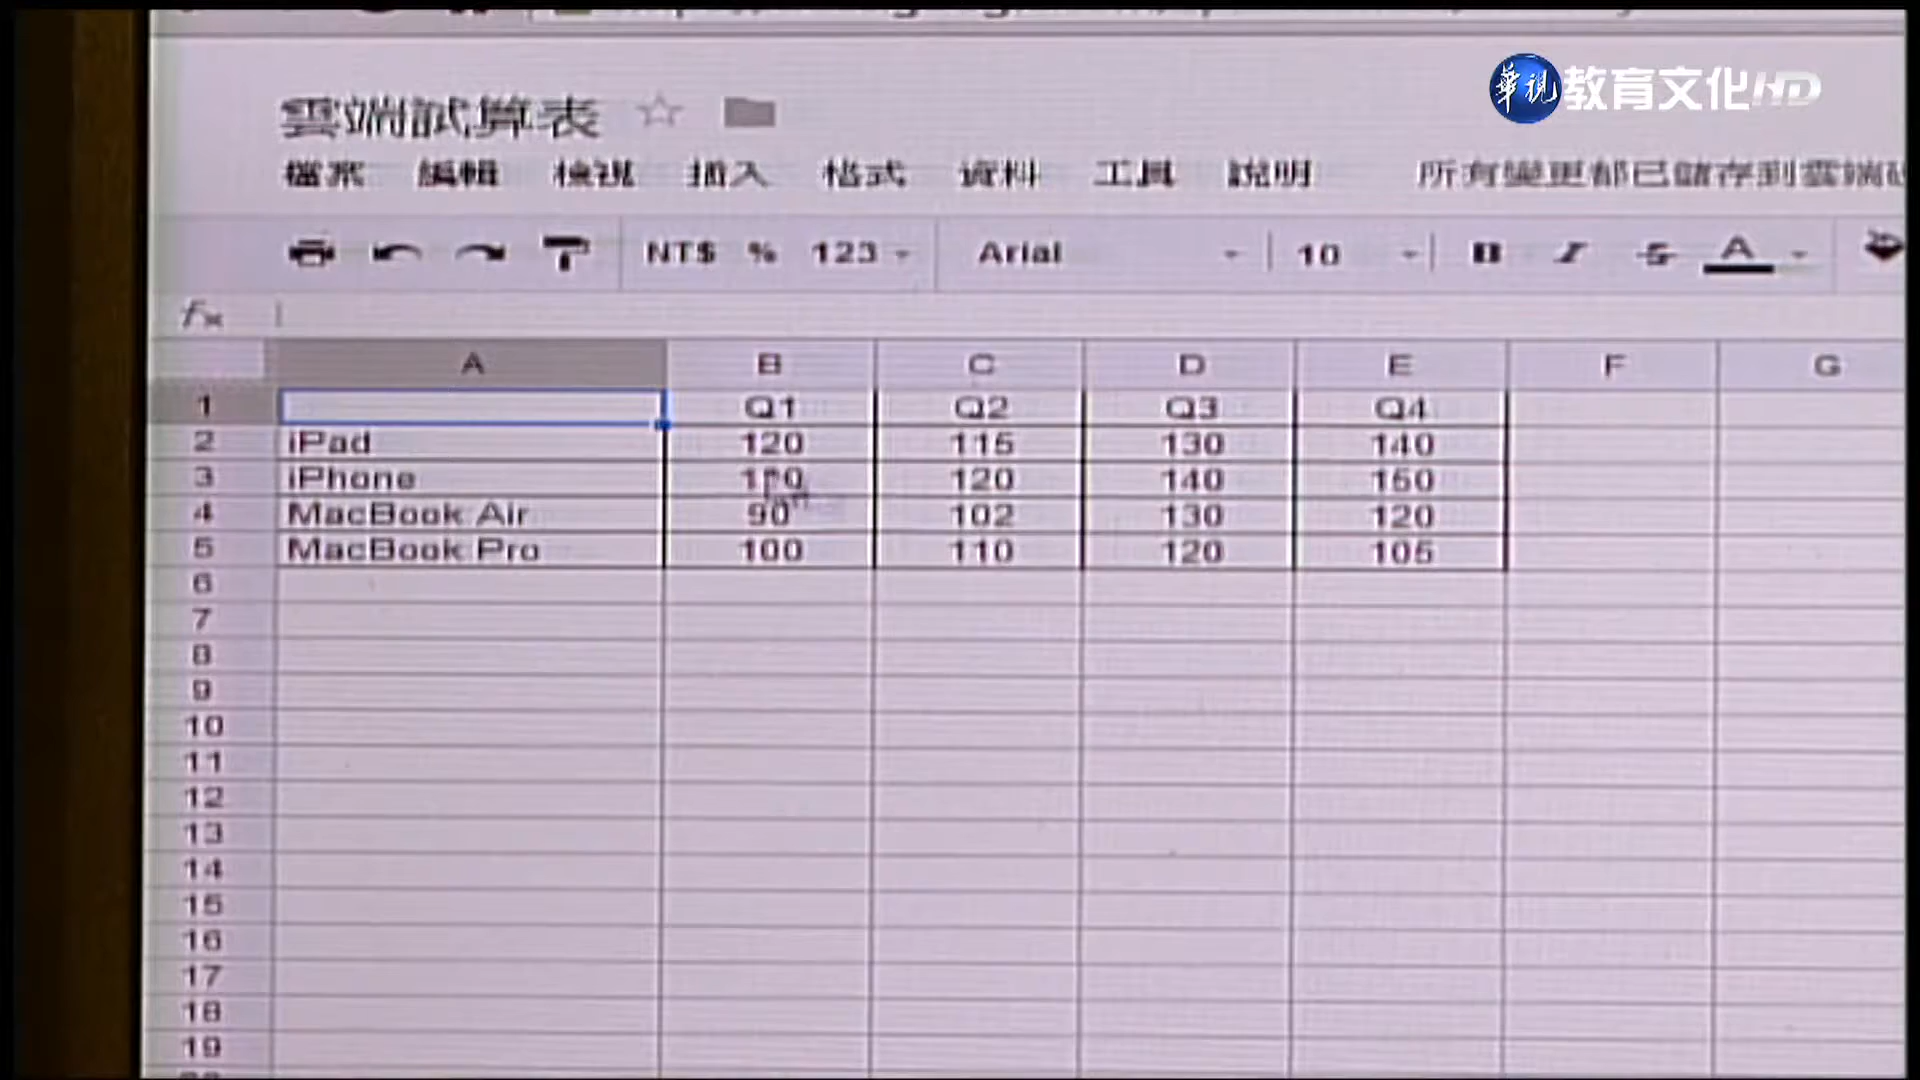 華視 教育文化HD
雲端試算表
檔案 編輯 檢視 插入 格式 資料 工具 說明 所有變更都已儲存到雲端
NT$ % 123 Arial 10 B I S A
fx
A B C D E F G
1 Q1 Q2 Q3 Q4
2 iPad 120 115 130 140
3 iPhone 120 140 150
4 MacBook Air 90 102 130 120
5 MacBook Pro 100 110 120 105
6
7
8
9
10
11
12
13
14
15
16
17
18
19